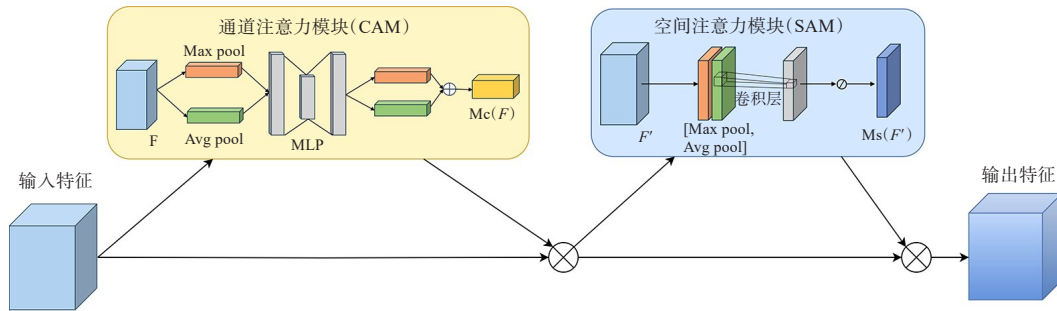 通道注意力模块(CAM)
Max pool
F
Avg pool
MLP
Mc(F)
空间注意力模块(SAM)
卷积层
F′
[Max pool,
Avg pool]
Ms(F′)
输入特征
输出特征